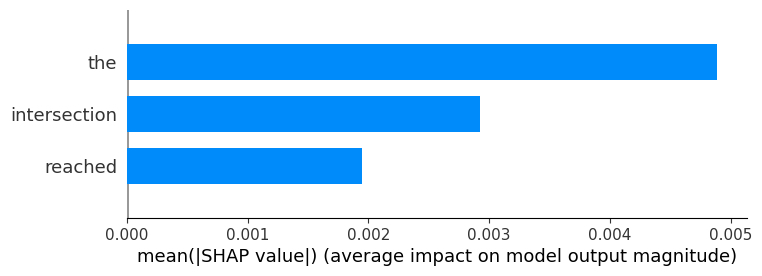 the
intersection
reached
0.000 0.001 0.002 0.003 0.004 0.005
mean(|SHAP value|) (average impact on model output magnitude)